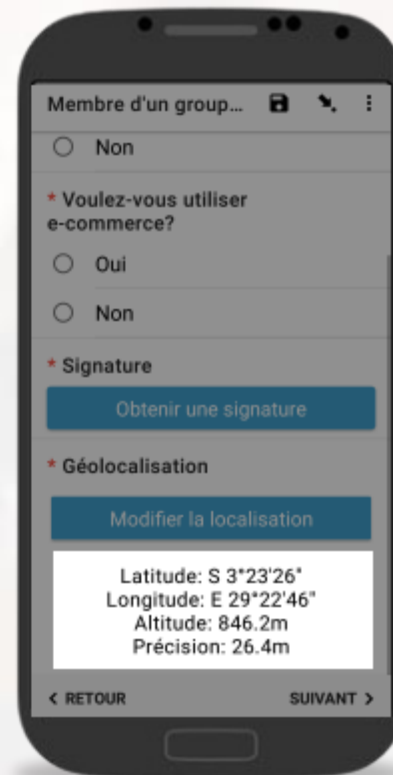 Membre d'un group...
Non
* Voulez-vous utiliser
e-commerce?
Oui
Non
* Signature
Obtenir une signature
* Géolocalisation
Modifier la localisation
Latitude: S 3°23'26"
Longitude: E 29°22'46"
Altitude: 846.2m
Précision: 26.4m
< RETOUR SUIVANT >